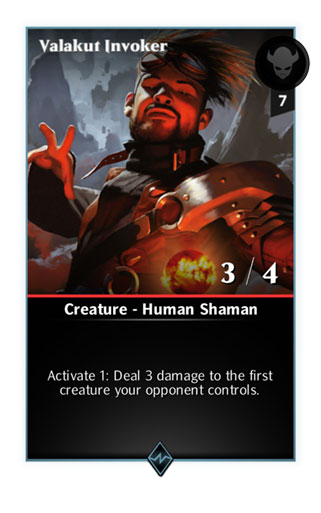 Valakut Invoker
7
3 / 4
Creature - Human Shaman
Activate 1: Deal 3 damage to the first
creature your opponent controls.